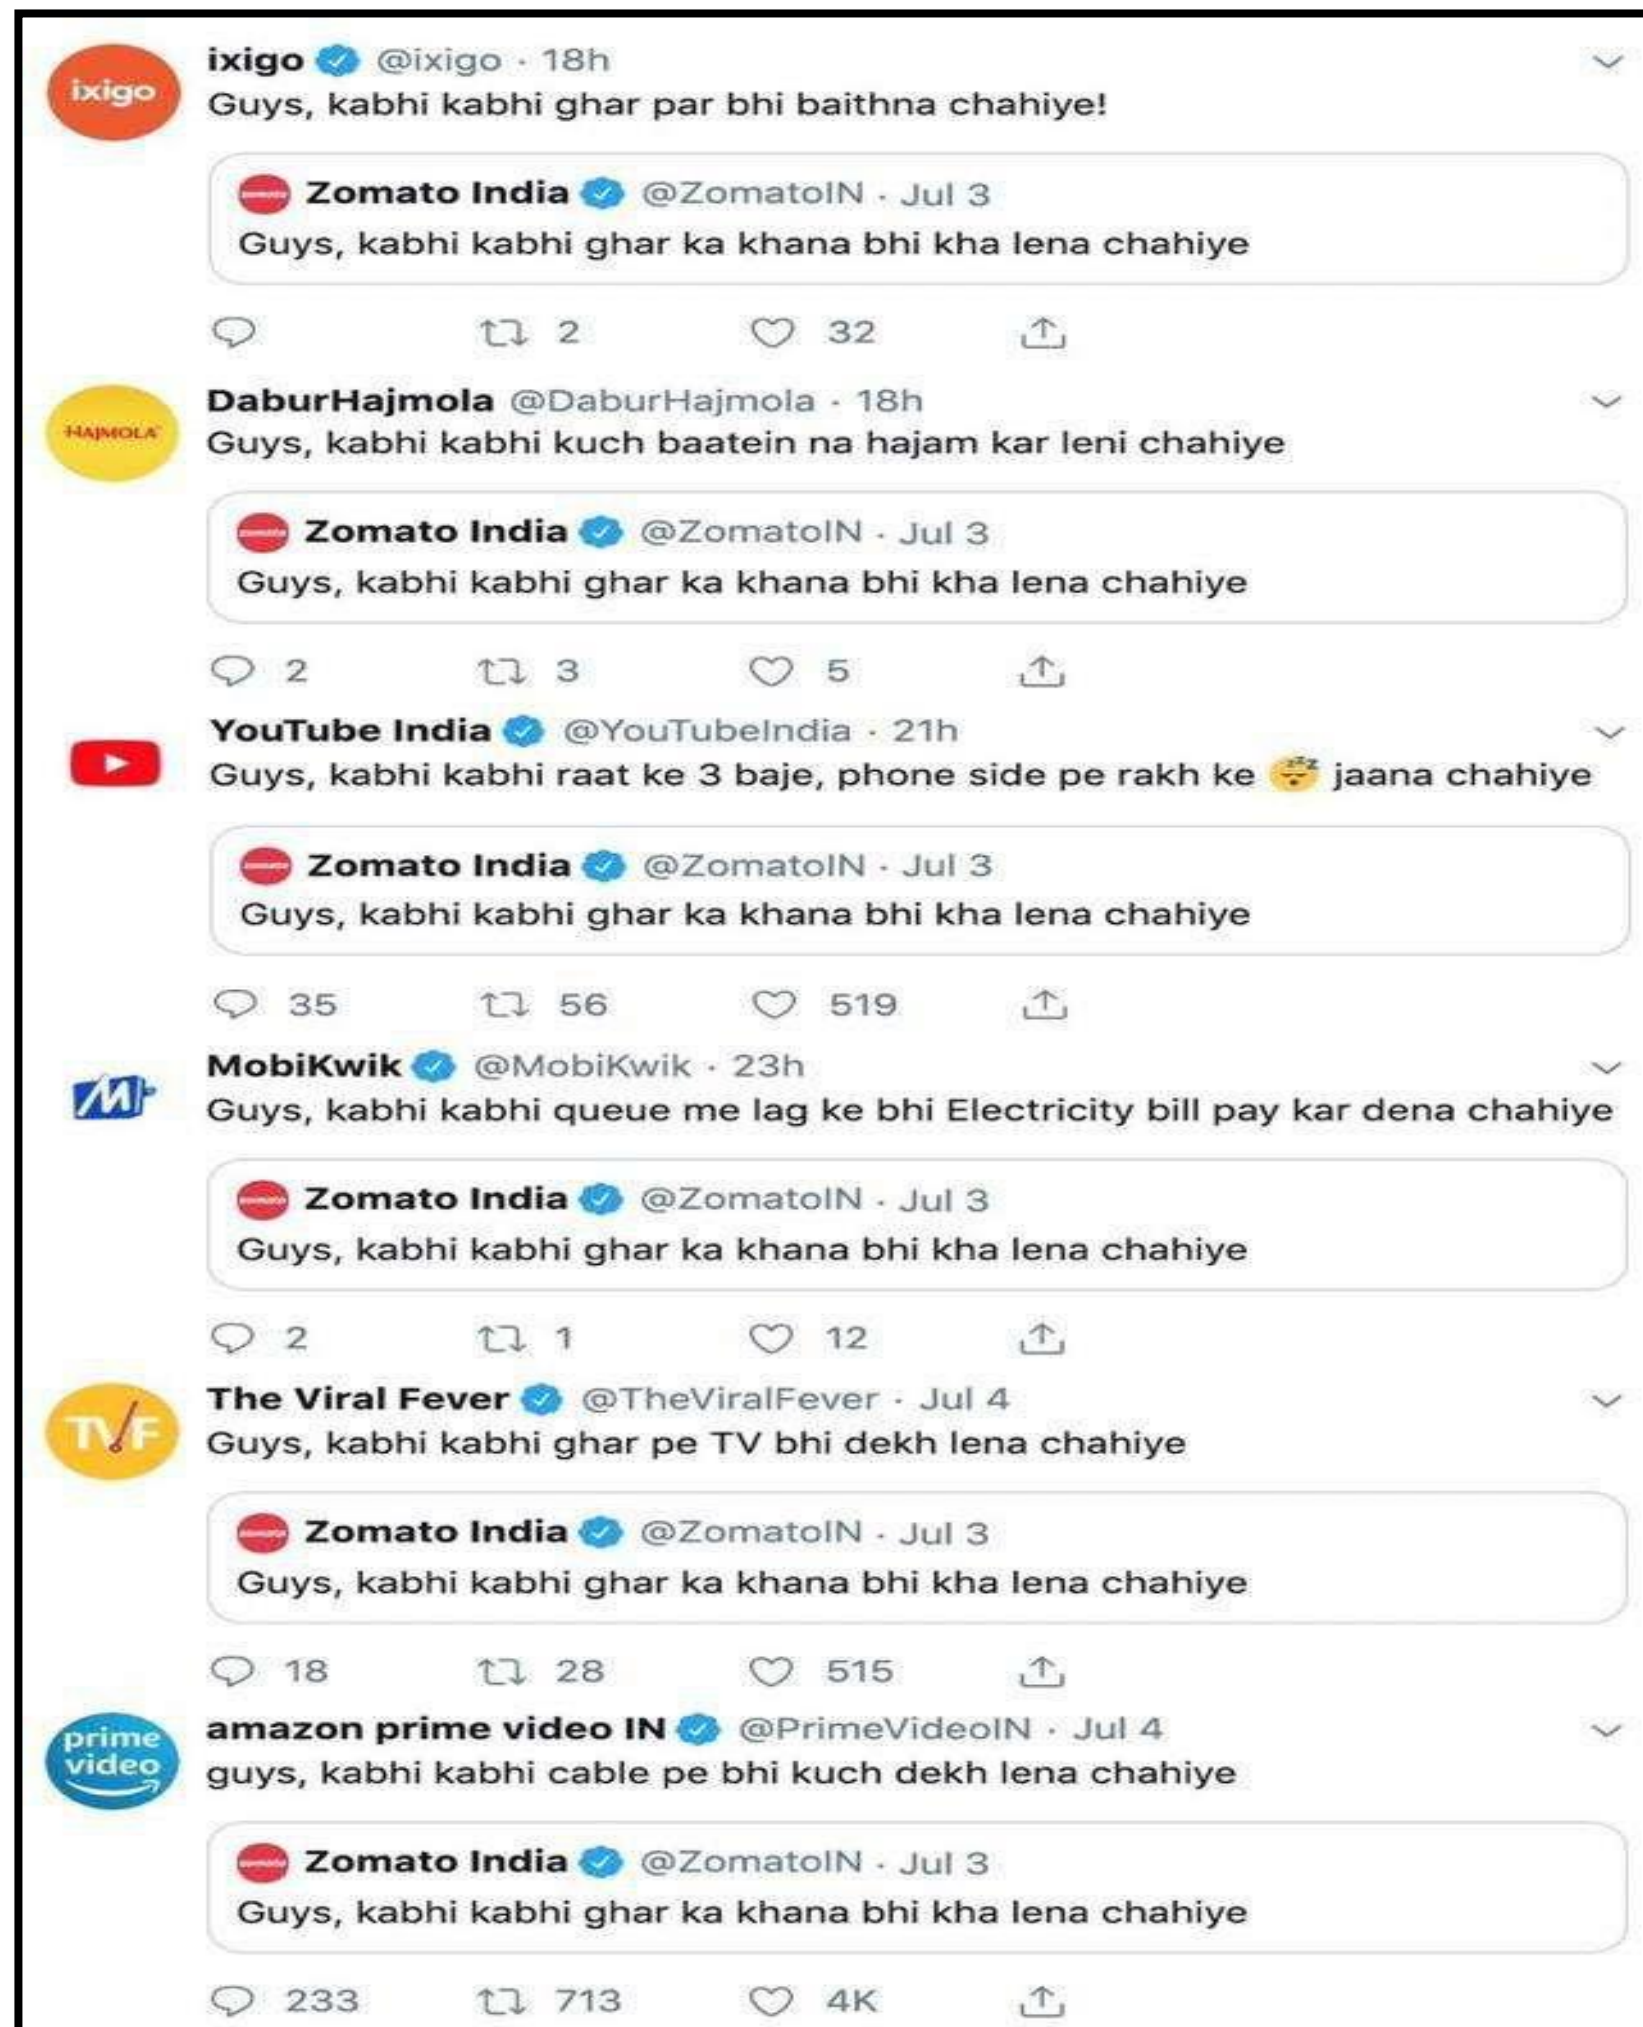 ixigo @ixigo · 18h
ixigo
Guys, kabhi kabhi ghar par bhi baithna chahiye!
Zomato India @ZomatoIN · Jul 3
Guys, kabhi kabhi ghar ka khana bhi kha lena chahiye
2 32
DaburHajmola @DaburHajmola · 18h
HAJMOLA
Guys, kabhi kabhi kuch baatein na hajam kar leni chahiye
Zomato India @ZomatoIN · Jul 3
Guys, kabhi kabhi ghar ka khana bhi kha lena chahiye
2 3 5
YouTube India @YouTubeIndia · 21h
Guys, kabhi kabhi raat ke 3 baje, phone side pe rakh ke 😴 jaana chahiye
Zomato India @ZomatoIN · Jul 3
Guys, kabhi kabhi ghar ka khana bhi kha lena chahiye
35 56 519
MobiKwik @MobiKwik · 23h
Guys, kabhi kabhi queue me lag ke bhi Electricity bill pay kar dena chahiye
Zomato India @ZomatoIN · Jul 3
Guys, kabhi kabhi ghar ka khana bhi kha lena chahiye
2 1 12
The Viral Fever @TheViralFever · Jul 4
TVF
Guys, kabhi kabhi ghar pe TV bhi dekh lena chahiye
Zomato India @ZomatoIN · Jul 3
Guys, kabhi kabhi ghar ka khana bhi kha lena chahiye
18 28 515
amazon prime video IN @PrimeVideoIN · Jul 4
prime
video
guys, kabhi kabhi cable pe bhi kuch dekh lena chahiye
Zomato India @ZomatoIN · Jul 3
Guys, kabhi kabhi ghar ka khana bhi kha lena chahiye
233 713 4K